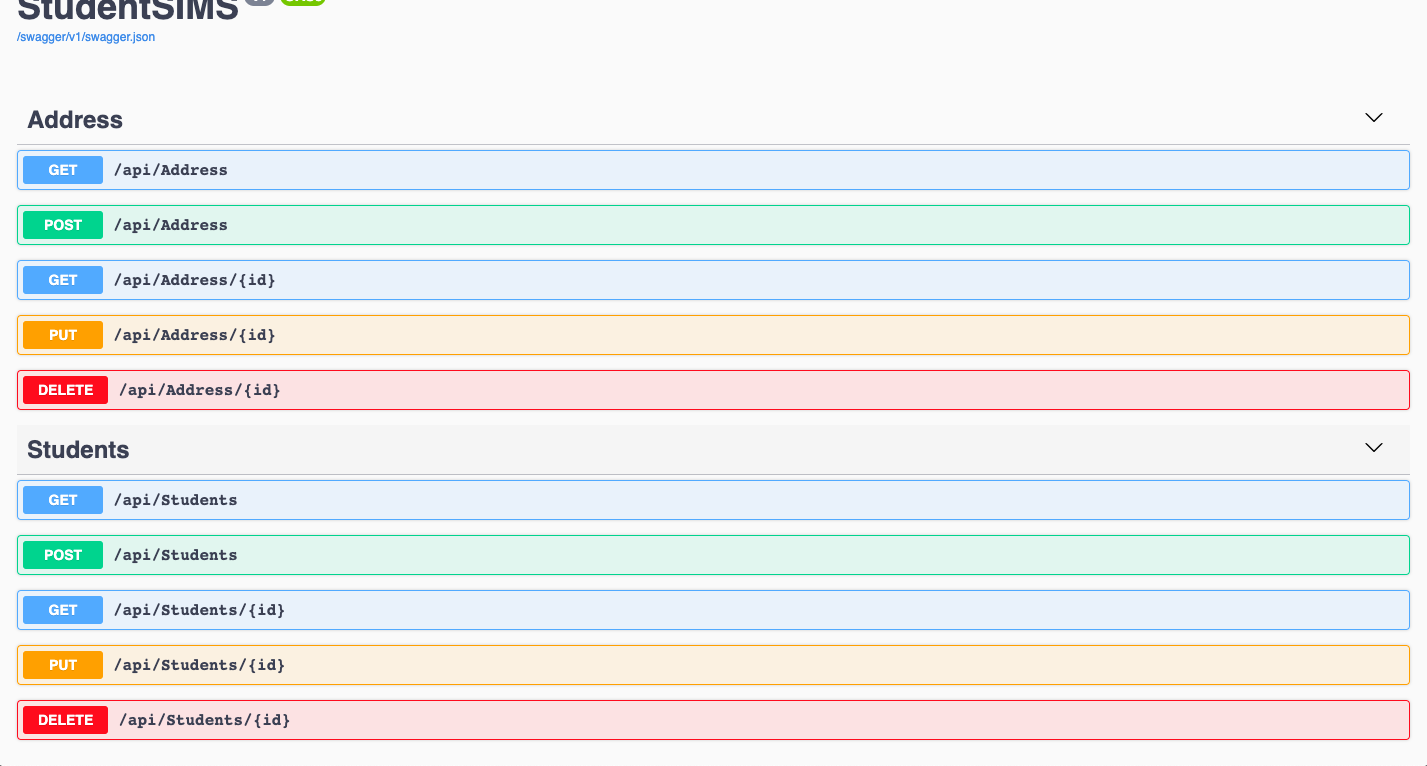 StudentSIMS
/swagger/v1/swagger.json
Address
GET /api/Address
POST /api/Address
GET /api/Address/{id}
PUT /api/Address/{id}
DELETE /api/Address/{id}
Students
GET /api/Students
POST /api/Students
GET /api/Students/{id}
PUT /api/Students/{id}
DELETE /api/Students/{id}